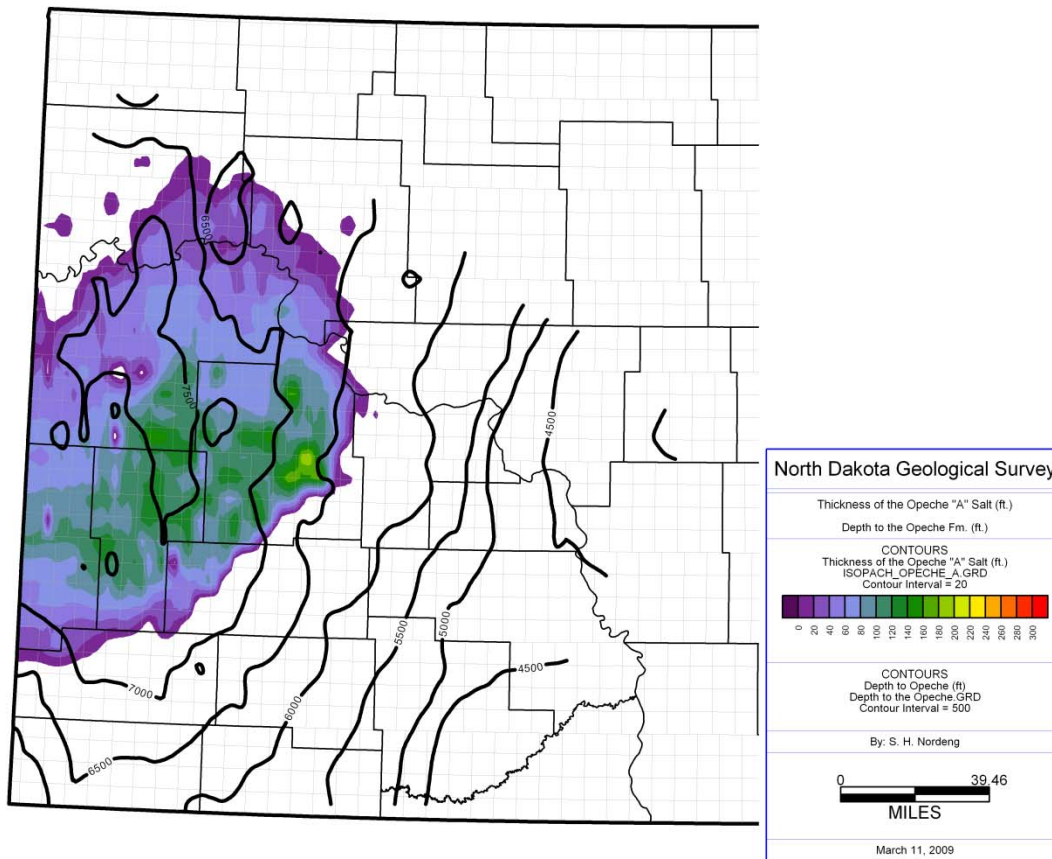 6500
7500
4500
5500
5000
4500
6000
7000
6500
North Dakota Geological Survey
Thickness of the Opeche "A" Salt (ft.)
Depth to the Opeche Fm. (ft.)
CONTOURS
Thickness of the Opeche "A" Salt (ft.)
ISOPACH_OPECHE_A.GRD
Contour Interval = 20
0 20 40 60 80 100 120 140 160 180 200 220 240 260 280 300
CONTOURS
Depth to Opeche (ft)
Depth to the Opeche.GRD
Contour Interval = 500
By: S. H. Nordeng
0 39.46
MILES
March 11, 2009